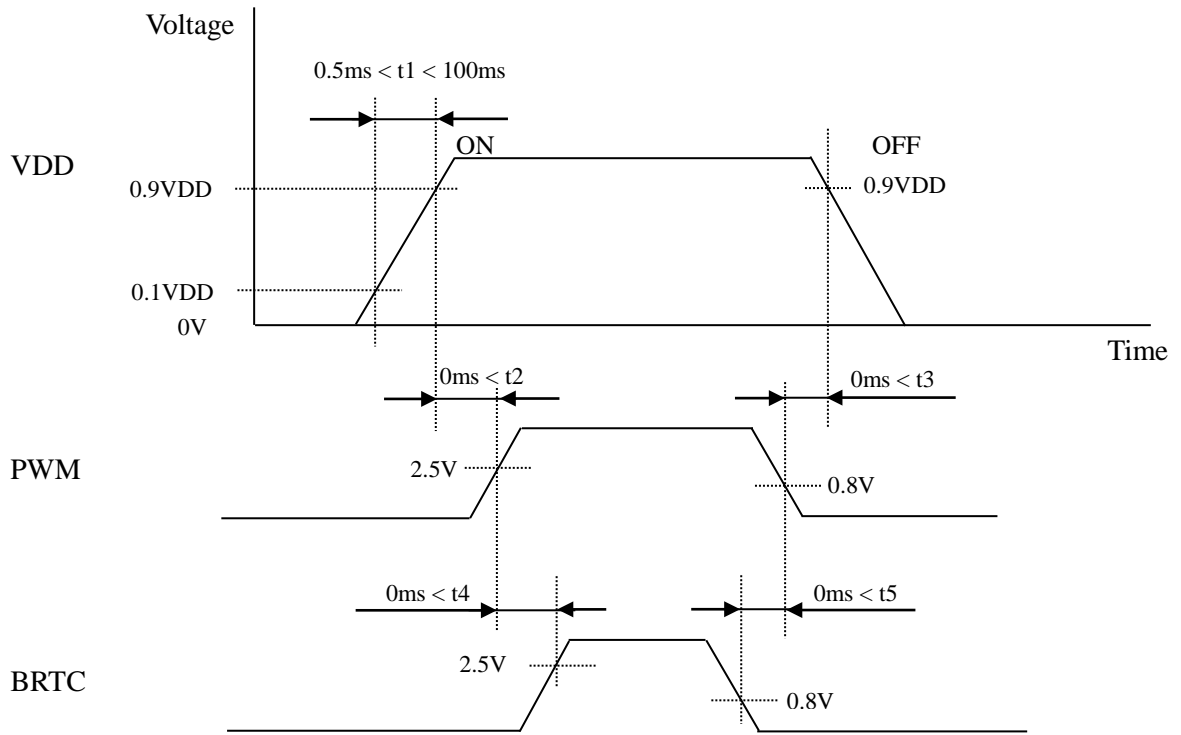 Voltage
0.5ms < t1 < 100ms
ON
OFF
VDD
0.9VDD
0.9VDD
0.1VDD
0V
Time
0ms < t2
0ms < t3
PWM
2.5V
0.8V
0ms < t4
0ms < t5
2.5V
BRTC
0.8V